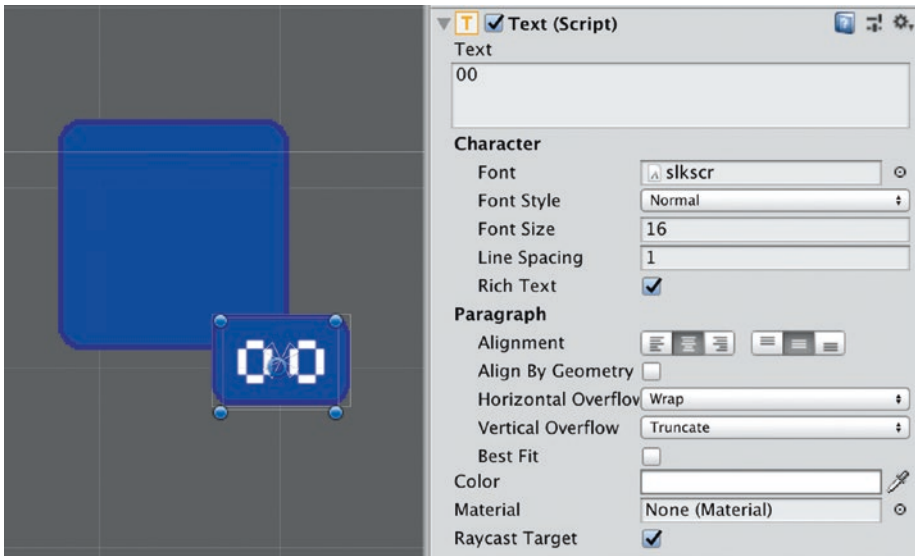 00
Text (Script)
Text
00
Character
Font slkscr
Font Style Normal
Font Size 16
Line Spacing 1
Rich Text
Paragraph
Alignment
Align By Geometry
Horizontal Overflov Wrap
Vertical Overflow Truncate
Best Fit
Color
Material None (Material)
Raycast Target